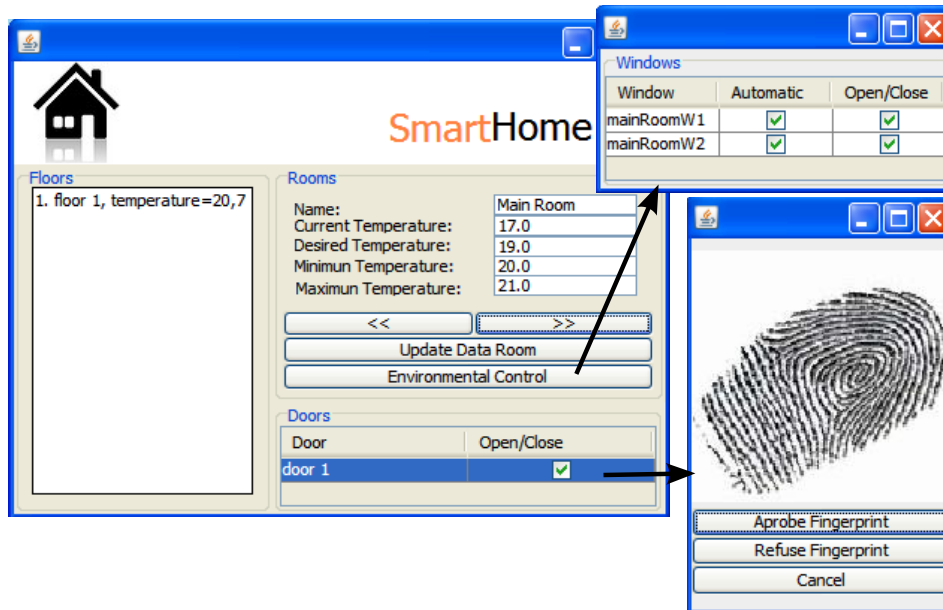 SmartHome
Floors
1. floor 1, temperature=20,7
Rooms
Name: Main Room
Current Temperature: 17.0
Desired Temperature: 19.0
Minimun Temperature: 20.0
Maximun Temperature: 21.0
<< >>
Update Data Room
Environmental Control
Doors
Door Open/Close
door 1
Windows
Window Automatic Open/Close
mainRoomW1
mainRoomW2
Aprobe Fingerprint
Refuse Fingerprint
Cancel